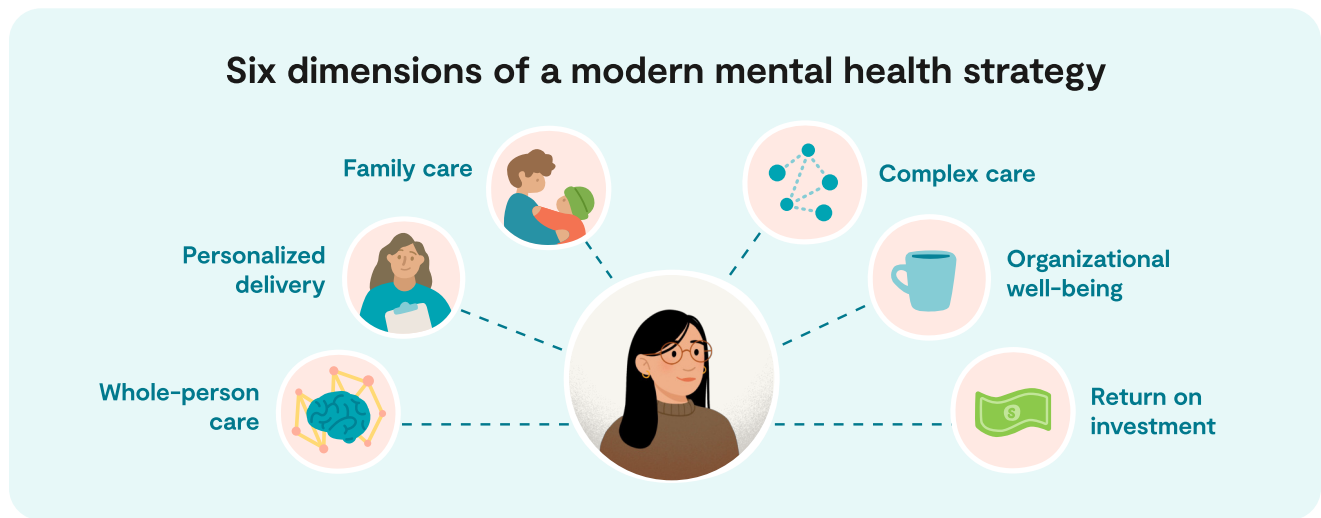 Six dimensions of a modern mental health strategy
Family care
Complex care
Personalized
delivery
Organizational
well-being
Whole-person
care
Return on
investment
$